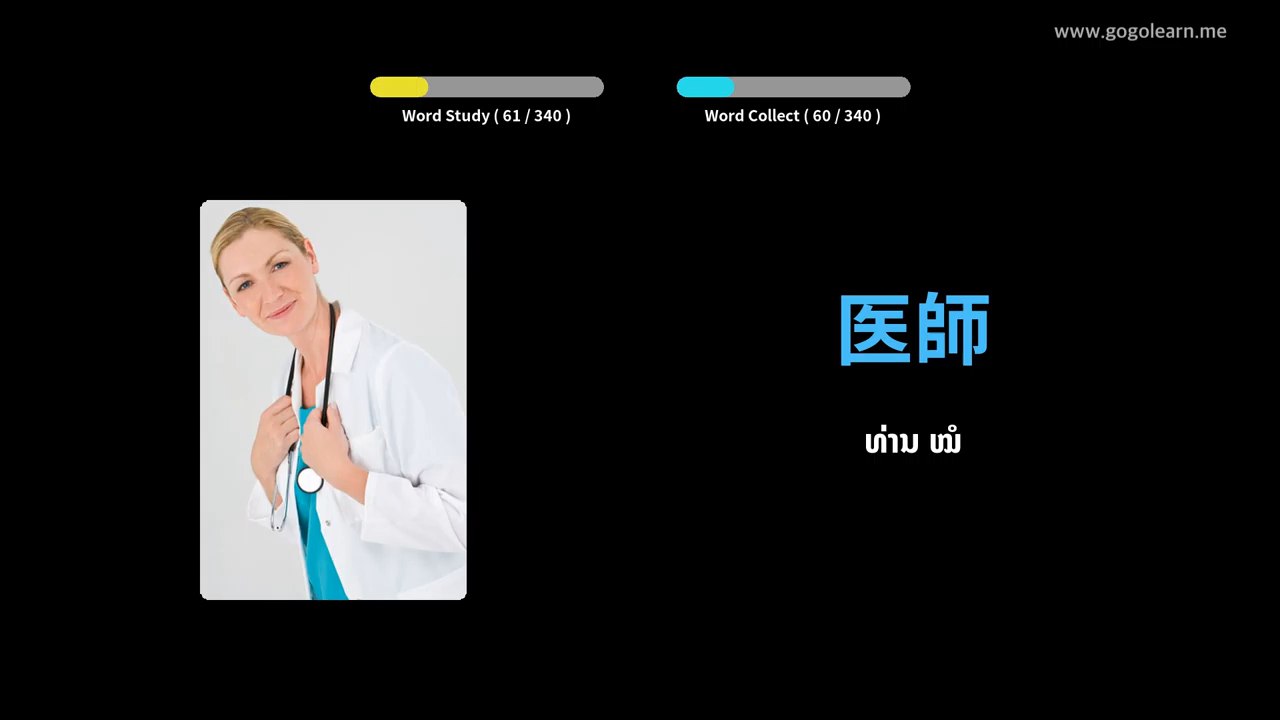 www.gogolearn.me
Word Study ( 61 / 340 )
Word Collect ( 60 / 340 )
医師
ທ່ານ ໝໍ